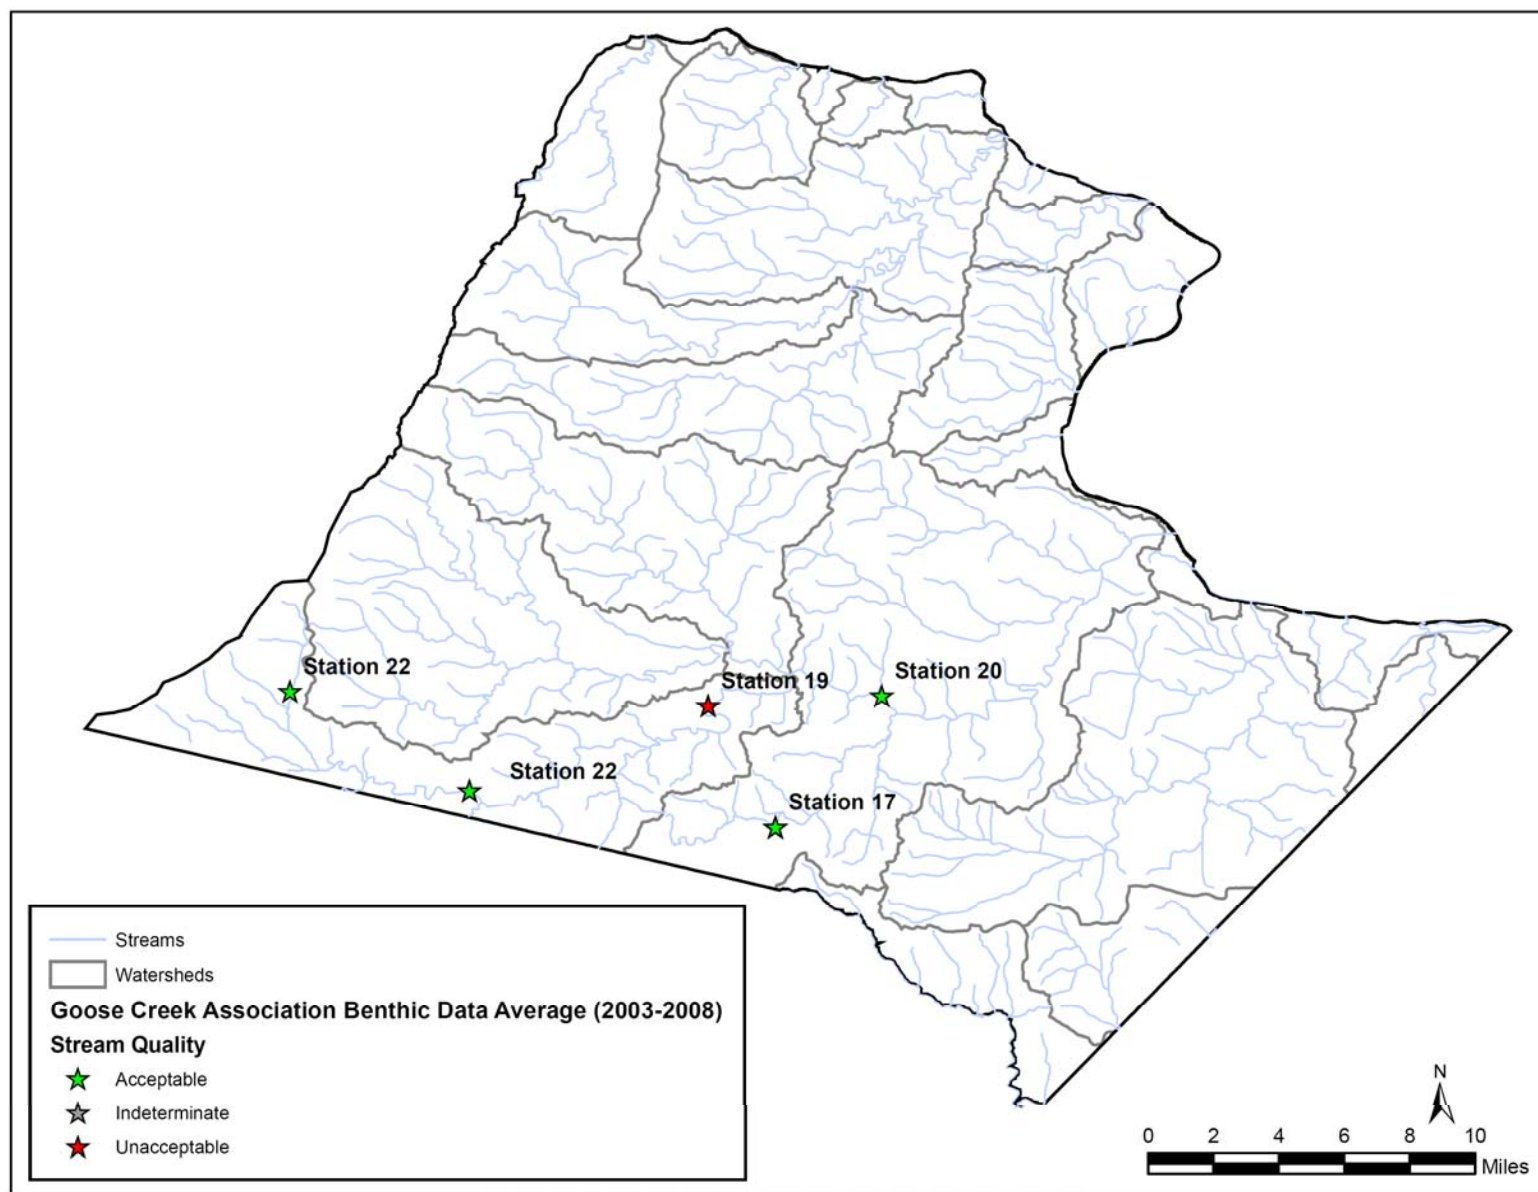 Station 22
Station 19
Station 20
Station 22
Station 17
Streams
Watersheds
Goose Creek Association Benthic Data Average (2003-2008)
Stream Quality
Acceptable
Indeterminate
Unacceptable
N
0 2 4 6 8 10
Miles